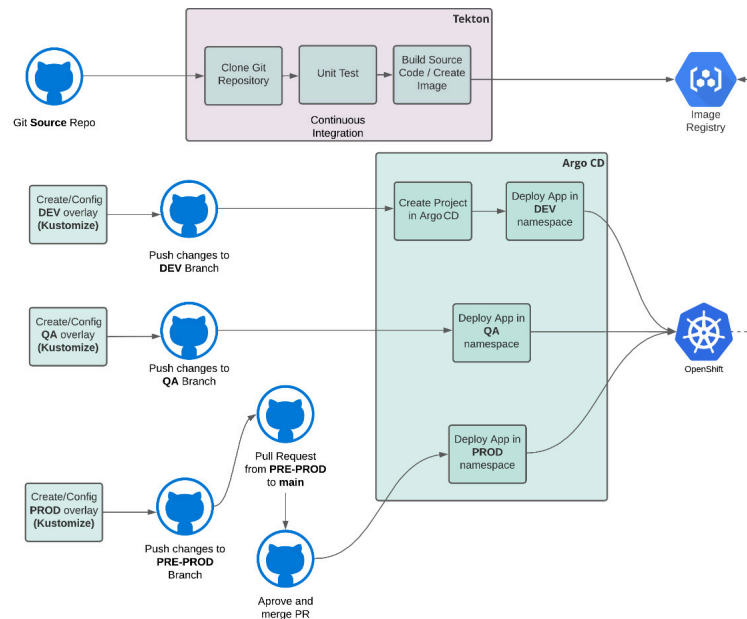 Tekton
Clone Git
Repository
Unit Test
Build Source
Code / Create
Image
Continuous
Integration
Git Source Repo
Image
Registry
Argo CD
Create/Config
DEV overlay
(Kustomize)
Push changes to
DEV Branch
Create Project
in ArgoCD
Deploy App in
DEV
namespace
Create/Config
QA overlay
(Kustomize)
Push changes to
QA Branch
Deploy App in
QA
namespace
OpenShift
Pull Request
from PRE-PROD
to main
Deploy App in
PROD
namespace
Create/Config
PROD overlay
(Kustomize)
Push changes to
PRE-PROD
Branch
Aprove and
merge PR